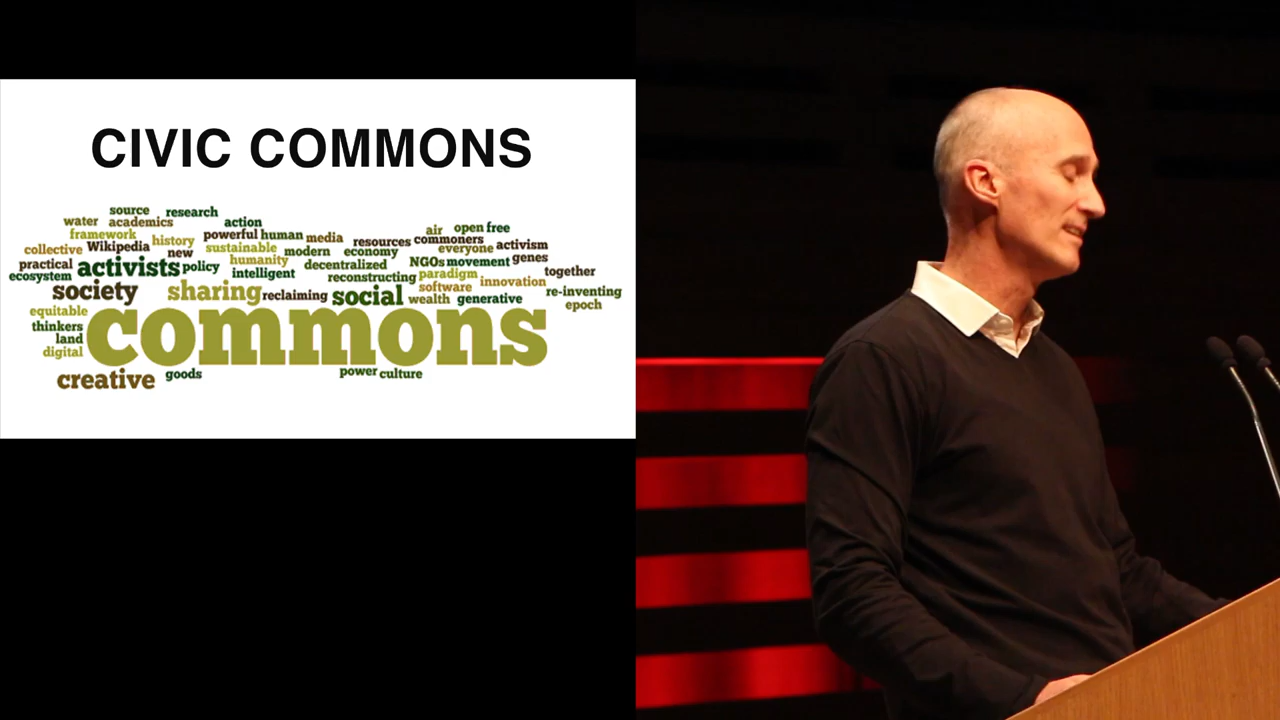 CIVIC COMMONS
source research
water academics action
framework history powerful human media air open free
collective Wikipedia new sustainable modern economy resources commoners everyone activism
practical activists policy humanity decentralized NGOs movement genes
ecosystem intelligent reconstructing paradigm together
society sharing reclaiming social software innovation
wealth generative re-inventing
equitable epoch
thinkers commons
land
digital
creative goods power culture